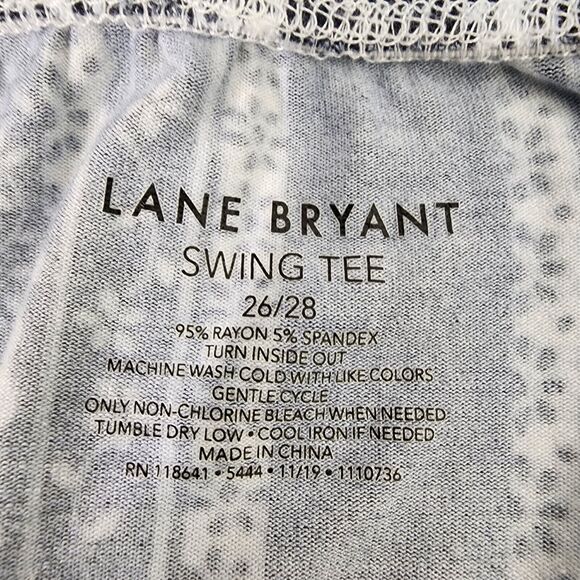 LANE BRYANT
SWING TEE
26/28
95% RAYON 5% SPANDEX
TURN INSIDE OUT
MACHINE WASH COLD WITH LIKE COLORS
GENTLE CYCLE
ONLY NON-CHLORINE BLEACH WHEN NEEDED
TUMBLE DRY LOW • COOL IRON IF NEEDED
MADE IN CHINA
RN 118641 • 5444 • 11/19 • 1110736